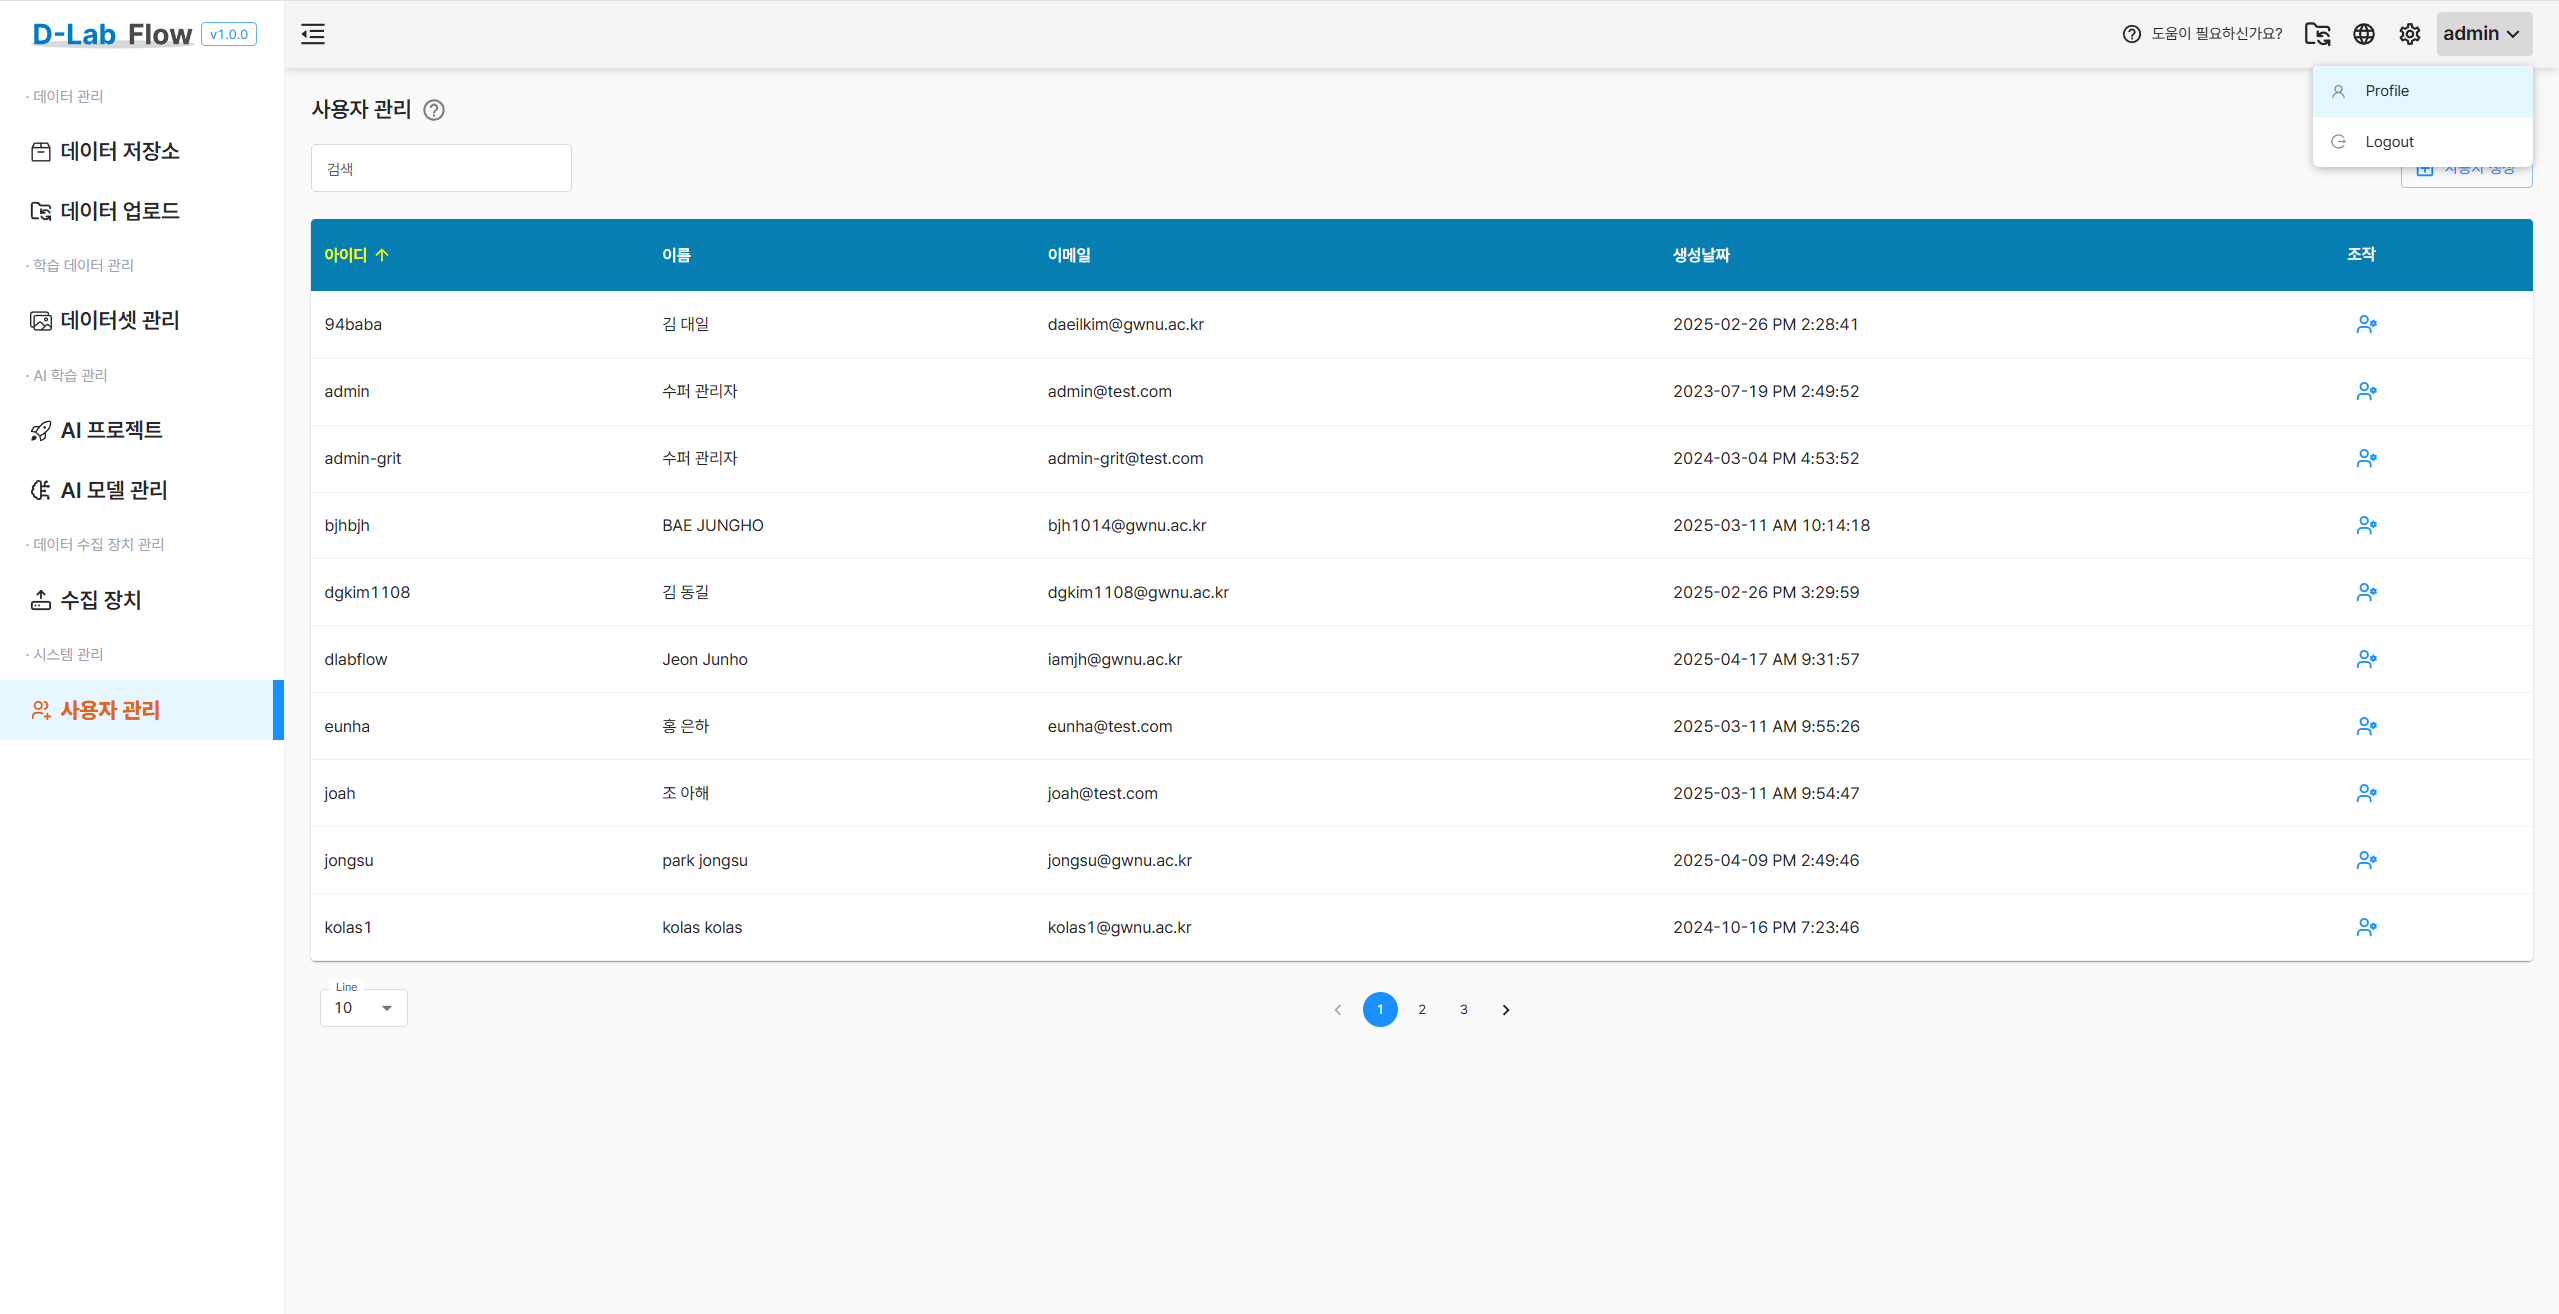 D-Lab Flow v1.0.0
도움이 필요하신가요?
admin
Profile
Logout
· 데이터 관리
데이터 저장소
데이터 업로드
· 학습 데이터 관리
데이터셋 관리
· AI 학습 관리
AI 프로젝트
AI 모델 관리
· 데이터 수집 장치 관리
수집 장치
· 시스템 관리
사용자 관리
사용자 관리
검색
사용자 생성
아이디 이름 이메일 생성날짜 조작
94baba 김 대일 daeilkim@gwnu.ac.kr 2025-02-26 PM 2:28:41
admin 수퍼 관리자 admin@test.com 2023-07-19 PM 2:49:52
admin-grit 수퍼 관리자 admin-grit@test.com 2024-03-04 PM 4:53:52
bjhbjh BAE JUNGHO bjh1014@gwnu.ac.kr 2025-03-11 AM 10:14:18
dgkim1108 김 동길 dgkim1108@gwnu.ac.kr 2025-02-26 PM 3:29:59
dlabflow Jeon Junho iamjh@gwnu.ac.kr 2025-04-17 AM 9:31:57
eunha 홍 은하 eunha@test.com 2025-03-11 AM 9:55:26
joah 조 아해 joah@test.com 2025-03-11 AM 9:54:47
jongsu park jongsu jongsu@gwnu.ac.kr 2025-04-09 PM 2:49:46
kolas1 kolas kolas kolas1@gwnu.ac.kr 2024-10-16 PM 7:23:46
Line
10
1 2 3